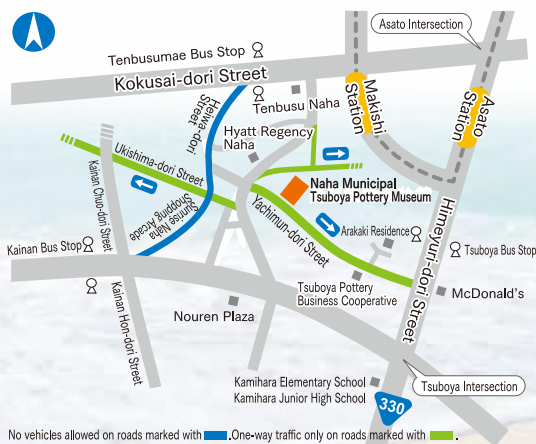 Asato Intersection
Tenbusumae Bus Stop
Kokusai-dori Street
Tenbusu Naha
Makishi
Station
Asato
Station
Heiwa-dori
Street
Hyatt Regency
Naha
Ukishima-dori Street
Kainan Chuo-dori Street
Naha Municipal
Tsuboya Pottery Museum
Sunrise Naha
Shopping Arcade
Yachimun-dori Street
Arakaki Residence
Himeyuri-dori Street
Kainan Bus Stop
Tsuboya Bus Stop
Kainan Hon-dori Street
Tsuboya Pottery
Business Cooperative
McDonald's
Nouren Plaza
Kamihara Elementary School
Kamihara Junior High School
Tsuboya Intersection
330
No vehicles allowed on roads marked with .One-way traffic only on roads marked with .